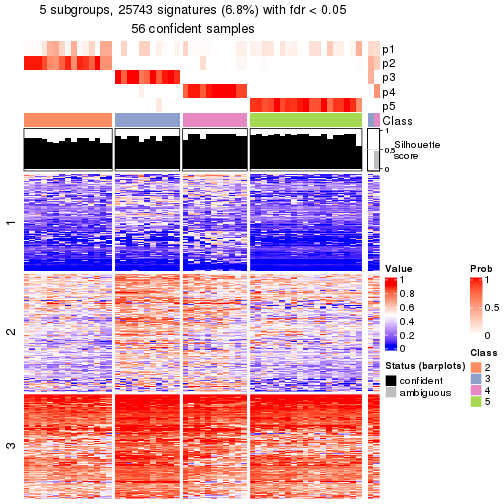 5 subgroups, 25743 signatures (6.8%) with fdr < 0.05
56 confident samples
p1
p2
p3
p4
p5
Class
1
0.5
0
Silhouette
score
1
2
3
Value
1
0.8
0.6
0.4
0.2
0
Prob
1
0.5
0
Status (barplots)
confident
ambiguous
Class
2
3
4
5